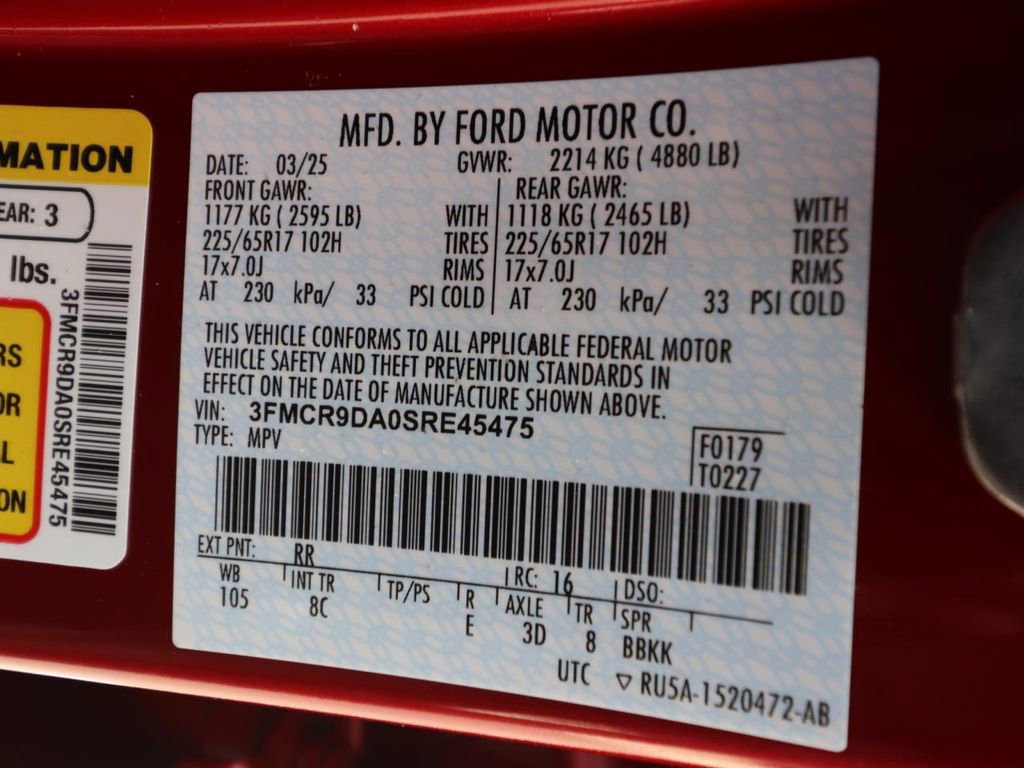 MATION
EAR: 3
lbs.
RS
OR
L
ON
3FMCR9DA0SRE45475
MFD. BY FORD MOTOR CO.
DATE: 03/25 GVWR: 2214 KG ( 4880 LB)
FRONT GAWR: REAR GAWR:
1177 KG ( 2595 LB) WITH 1118 KG ( 2465 LB) WITH
225/65R17 102H TIRES 225/65R17 102H TIRES
17x7.0J RIMS 17x7.0J RIMS
AT 230 kPa/ 33 PSI COLD AT 230 kPa/ 33 PSI COLD
THIS VEHICLE CONFORMS TO ALL APPLICABLE FEDERAL MOTOR
VEHICLE SAFETY AND THEFT PREVENTION STANDARDS IN
EFFECT ON THE DATE OF MANUFACTURE SHOWN ABOVE.
VIN: 3FMCR9DA0SRE45475
TYPE: MPV
F0179
T0227
EXT PNT: RR RC: 16 DSO:
WB INT TR TP/PS R AXLE TR SPR
105 8C E 3D 8 BBKK
UTC ▽ RU5A-1520472-AB